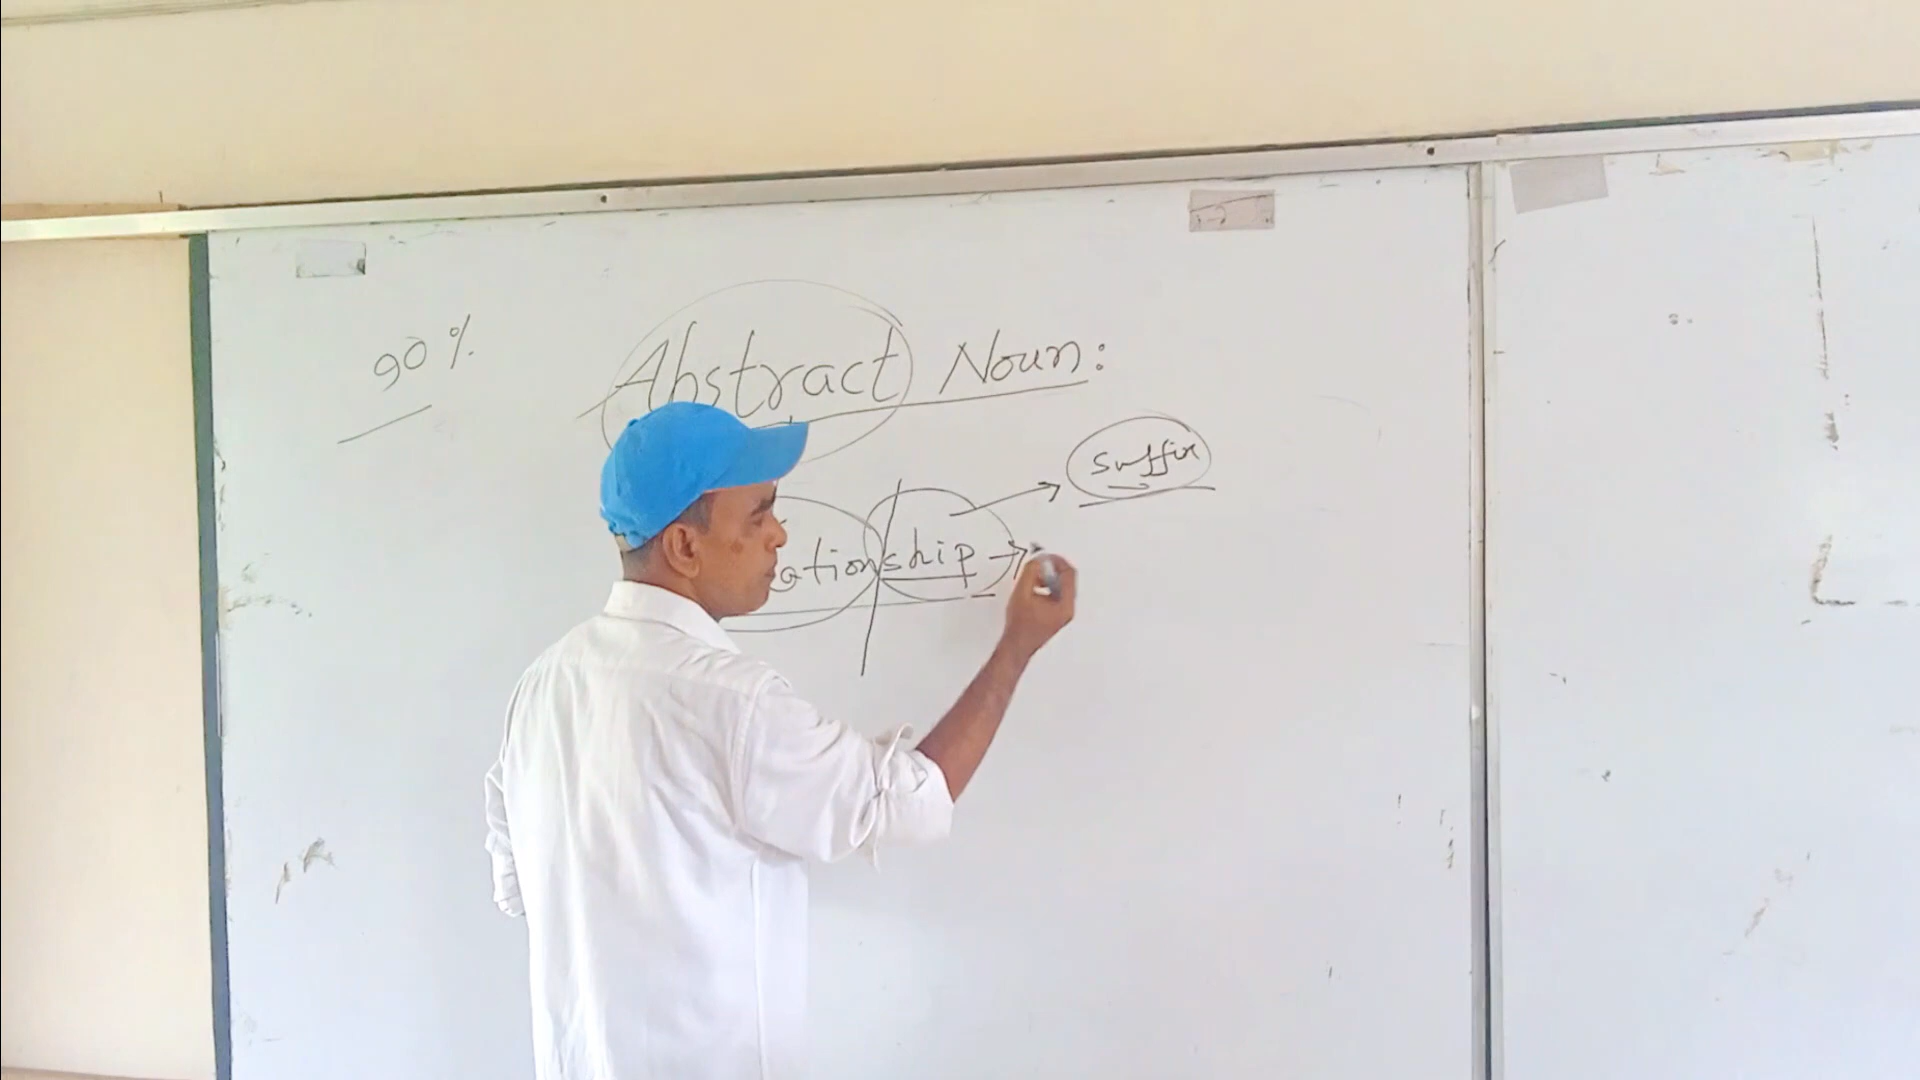 90%
Abstract Noun:
suffix
ationship →